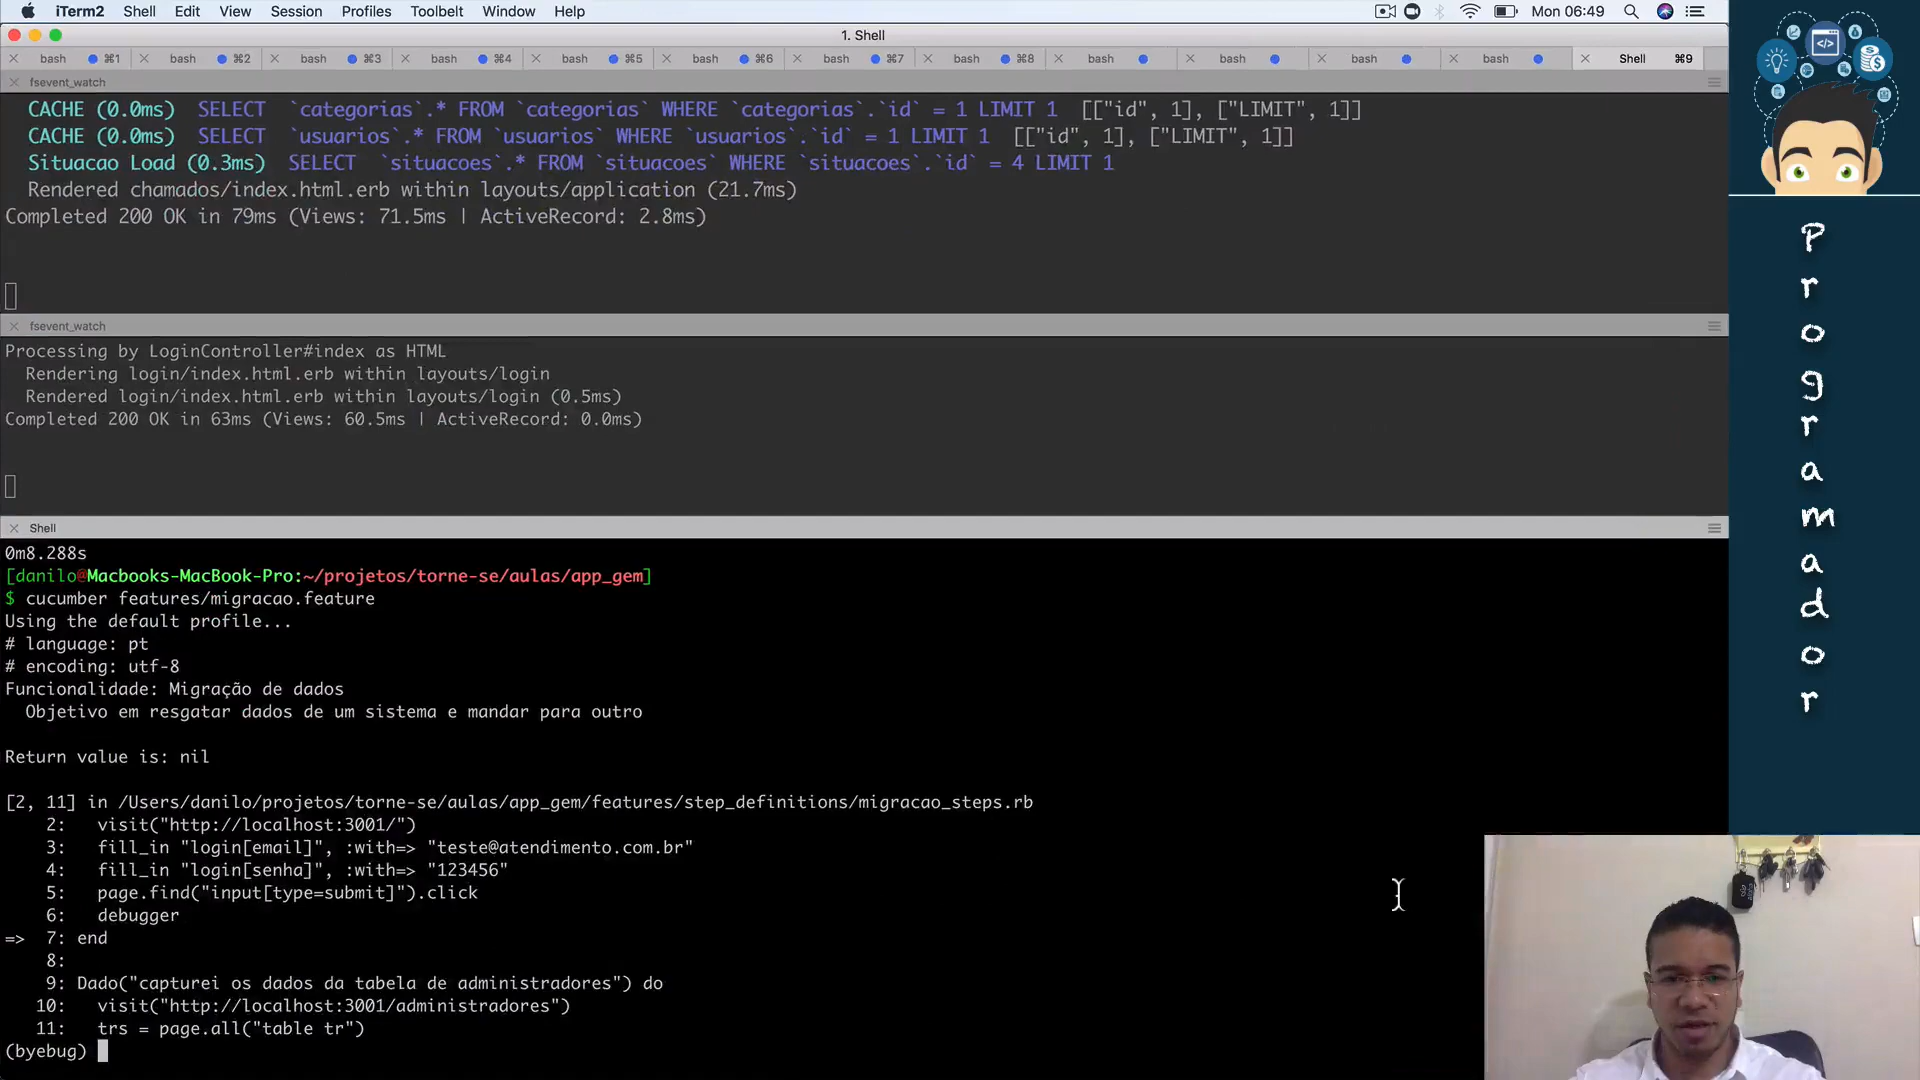 iTerm2 Shell Edit View Session Profiles Toolbelt Window Help Mon 06:49
1. Shell
bash ⌘1 bash ⌘2 bash ⌘3 bash ⌘4 bash ⌘5 bash ⌘6 bash ⌘7 bash ⌘8 bash bash bash bash Shell ⌘9
fsevent_watch
CACHE (0.0ms) SELECT `categorias`.* FROM `categorias` WHERE `categorias`.`id` = 1 LIMIT 1 [["id", 1], ["LIMIT", 1]]
CACHE (0.0ms) SELECT `usuarios`.* FROM `usuarios` WHERE `usuarios`.`id` = 1 LIMIT 1 [["id", 1], ["LIMIT", 1]]
Situacao Load (0.3ms) SELECT `situacoes`.* FROM `situacoes` WHERE `situacoes`.`id` = 4 LIMIT 1
Rendered chamados/index.html.erb within layouts/application (21.7ms)
Completed 200 OK in 79ms (Views: 71.5ms | ActiveRecord: 2.8ms)
fsevent_watch
Processing by LoginController#index as HTML
Rendering login/index.html.erb within layouts/login
Rendered login/index.html.erb within layouts/login (0.5ms)
Completed 200 OK in 63ms (Views: 60.5ms | ActiveRecord: 0.0ms)
Shell
0m8.288s
[danilo@Macbooks-MacBook-Pro:~/projetos/torne-se/aulas/app_gem]
$ cucumber features/migracao.feature
Using the default profile...
# language: pt
# encoding: utf-8
Funcionalidade: Migração de dados
Objetivo em resgatar dados de um sistema e mandar para outro
Return value is: nil
[2, 11] in /Users/danilo/projetos/torne-se/aulas/app_gem/features/step_definitions/migracao_steps.rb
2: visit("http://localhost:3001/")
3: fill_in "login[email]", :with=> "teste@atendimento.com.br"
4: fill_in "login[senha]", :with=> "123456"
5: page.find("input[type=submit]").click
6: debugger
=> 7: end
8:
9: Dado("capturei os dados da tabela de administradores") do
10: visit("http://localhost:3001/administradores")
11: trs = page.all("table tr")
(byebug)
</>
P
r
o
g
r
a
m
a
d
o
r